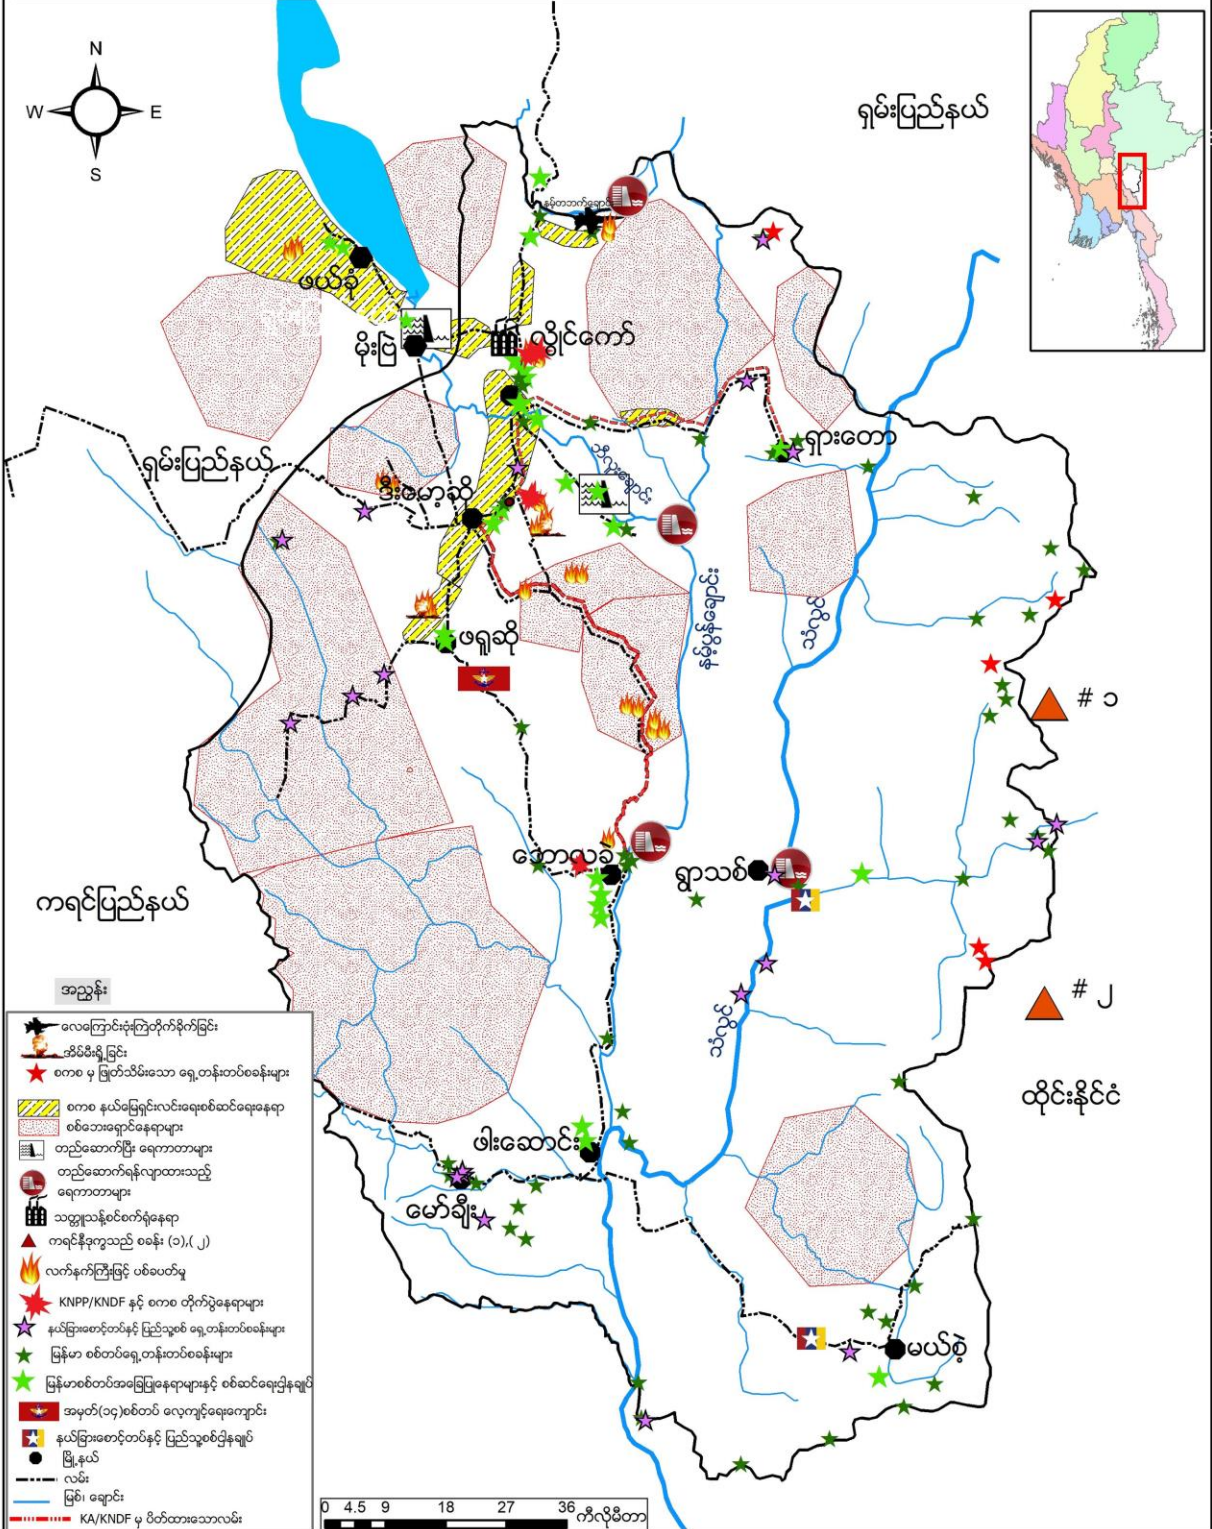 N
W E
S
ရှမ်းပြည်နယ်
နမ့်တဘက်ချောင်း
ဖယ်ခုံ
မိုးဗြဲ
လွိုင်ကော်
ရှမ်းပြည်နယ်
ရှားတော
ဒီးမော့ဆို
ဘီလူးချောင်း
နမ့်ပွန်ချောင်း
သံလွင်
ဖရူဆို
# ၁
ဘောလခဲ
ရွာသစ်
ကရင်ပြည်နယ်
# ၂
သံလွင်
ထိုင်းနိုင်ငံ
ဖါးဆောင်း
မော်ချီး
မယ်စဲ့
အညွှန်း
လေကြောင်းဗုံးကြဲတိုက်ခိုက်ခြင်း
အိမ်မီးရှို့ခြင်း
စကစ မှ ဖြုတ်သိမ်းသော ရှေ့တန်းတပ်စခန်းများ
စကစ နယ်မြေရှင်းလင်းရေးစစ်ဆင်ရေးနေရာ
စစ်ဘေးရှောင်နေရာများ
တည်ဆောက်ပြီး ရေကာတာများ
တည်ဆောက်ရန်လျာထားသည့်
ရေကာတာများ
သတ္တုသန့်စင်စက်ရုံနေရာ
ကရင်နီဒုက္ခသည် စခန်း (၁),( ၂)
လက်နက်ကြီးဖြင့် ပစ်ခပတ်မှု
KNPP/KNDF နှင့် စကစ တိုက်ပွဲနေရာများ
နယ်ခြားစောင့်တပ်နှင့် ပြည်သူ့စစ် ရှေ့တန်းတပ်စခန်းများ
မြန်မာ စစ်တပ်ရှေ့တန်းတပ်စခန်းများ
မြန်မာစစ်တပ်အခြေပြုနေရာများနှင့် စစ်ဆင်ရေးဌာနချုပ်
အမှတ်(၁၄)စစ်တပ် လေ့ကျင့်ရေးကျောင်း
နယ်ခြားစောင့်တပ်နှင့် ပြည်သူ့စစ်ဌာနချုပ်
မြို့နယ်
လမ်း
မြစ်၊ ချောင်း
KA/KNDF မှ ပိတ်ထားသောလမ်း
0 4.5 9 18 27 36 ကီလိုမီတာ